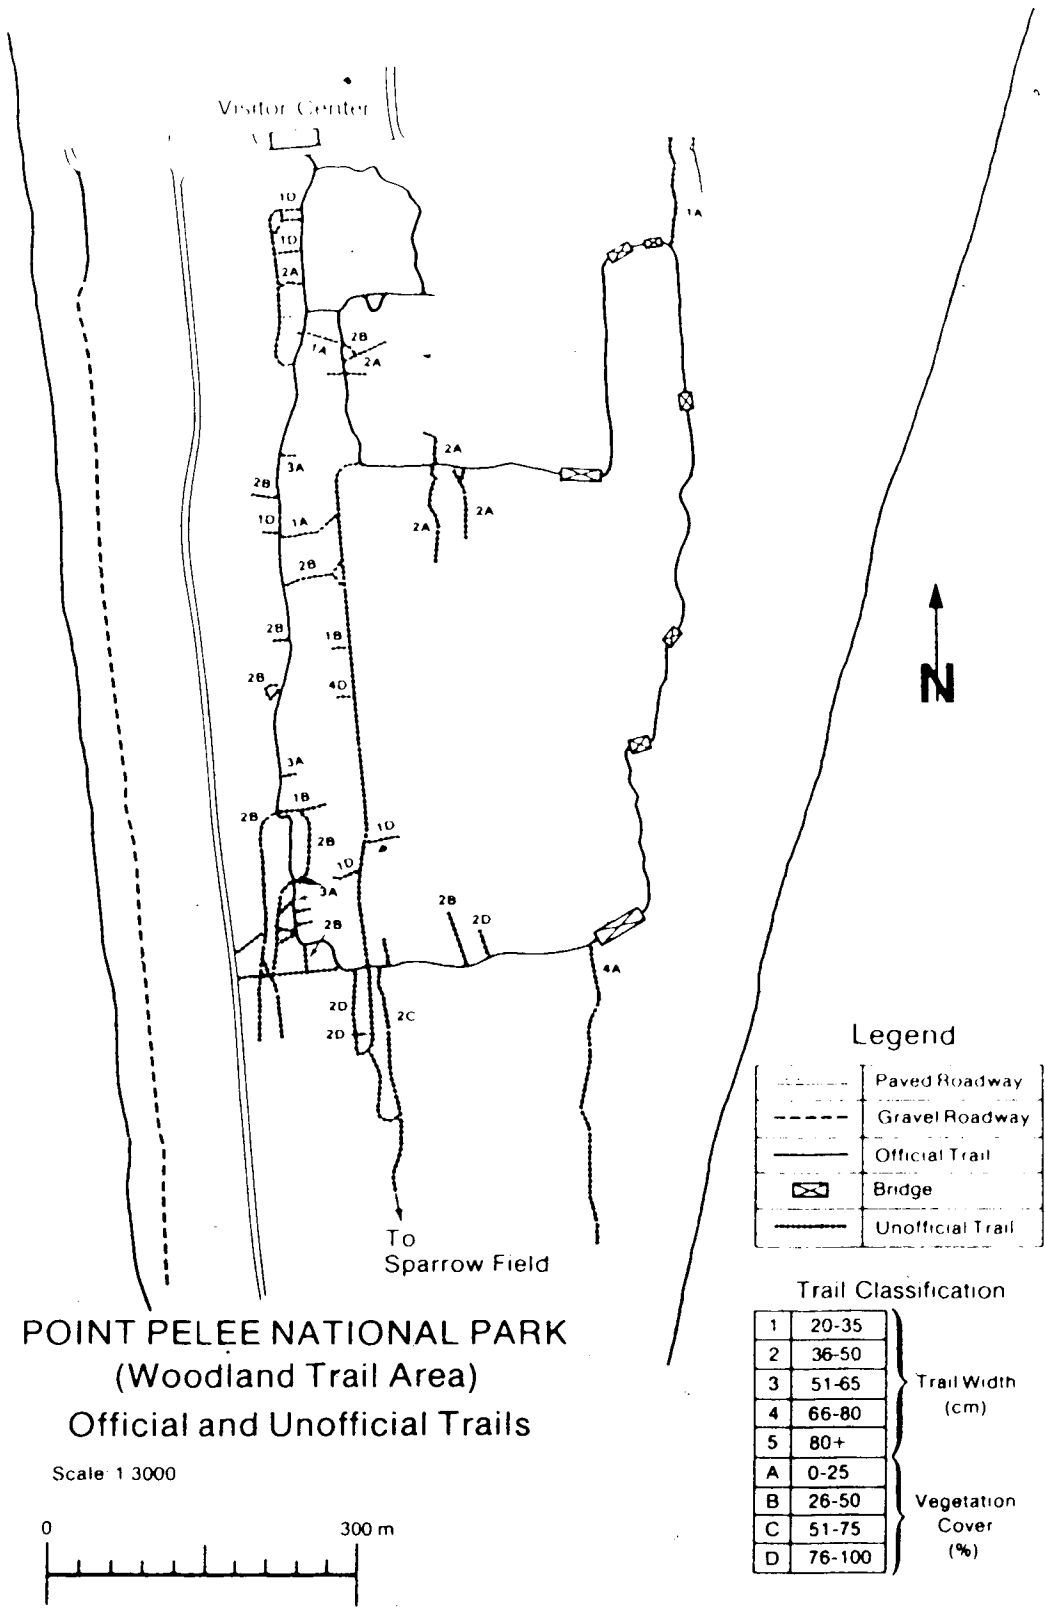 Visitor Center
1D
1A
1D
2A
2B
1A
2A
2A
3A
2B
2A
1D
1A
2A
2B
2B
1B
2B
4D
3A
1B
2B
1D
2B
1D
3A
2B
2B
2D
4A
2D
2C
2D
N
To
Sparrow Field
Legend
Paved Roadway
Gravel Roadway
Official Trail
Bridge
Unofficial Trail
POINT PELEE NATIONAL PARK
(Woodland Trail Area)
Official and Unofficial Trails
Scale 1:3000
0 300 m
Trail Classification
1 20-35
2 36-50
3 51-65
4 66-80
5 80+
Trail Width
(cm)
A 0-25
B 26-50
C 51-75
D 76-100
Vegetation
Cover
(%)